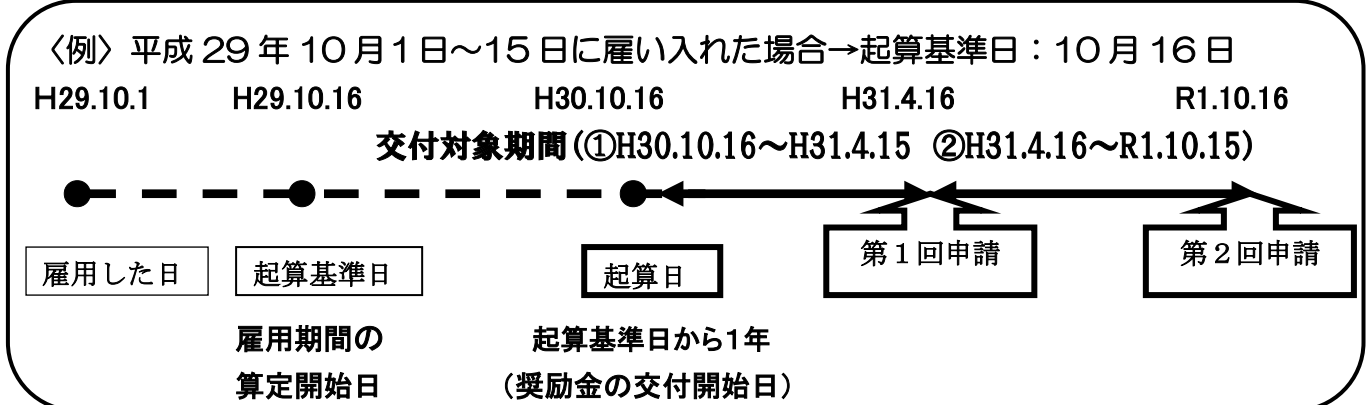 〈例〉平成29年10月1日～15日に雇い入れた場合→起算基準日：10月16日
H29.10.1 H29.10.16 H30.10.16 H31.4.16 R1.10.16
交付対象期間(①H30.10.16～H31.4.15 ②H31.4.16～R1.10.15)
雇用した日 起算基準日 起算日 第１回申請 第２回申請
雇用期間の 起算基準日から1年
算定開始日 （奨励金の交付開始日）